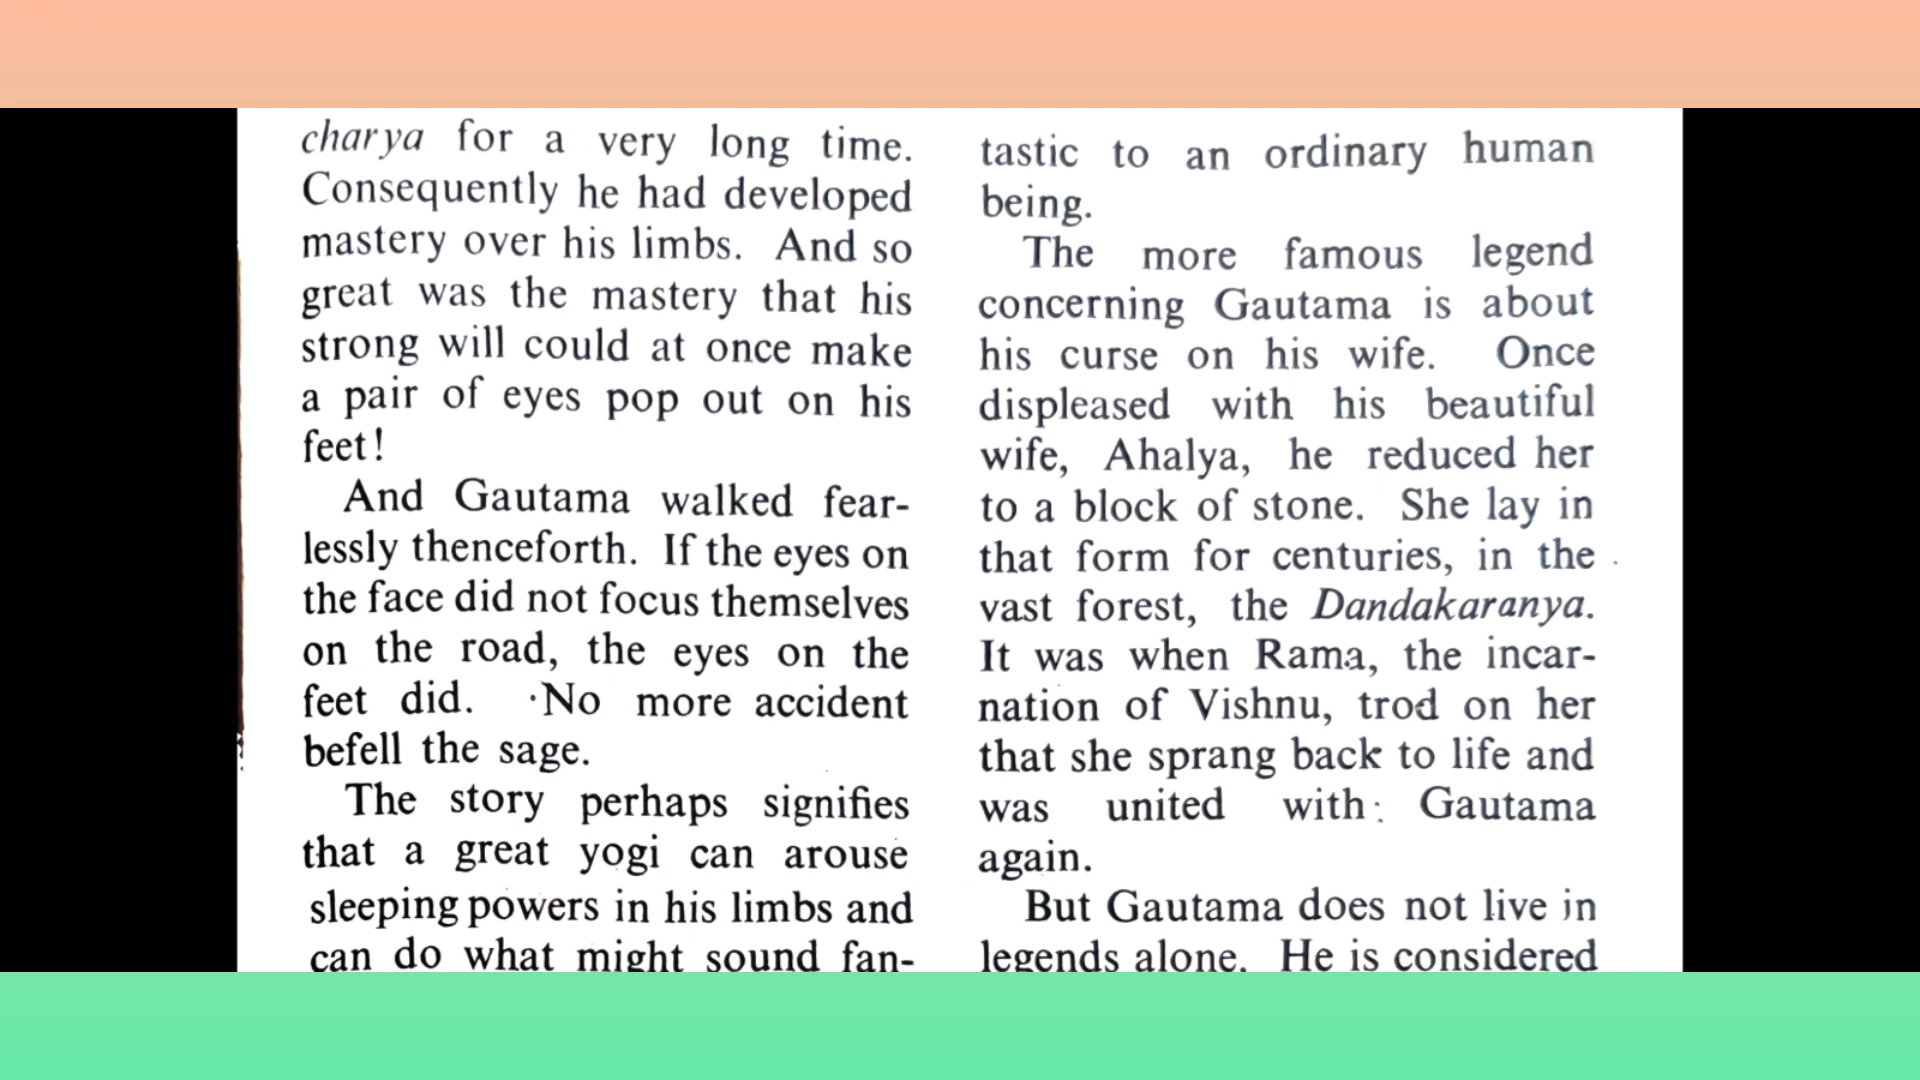 charya for a very long time.
Consequently he had developed
mastery over his limbs. And so
great was the mastery that his
strong will could at once make
a pair of eyes pop out on his
feet!
And Gautama walked fear-
lessly thenceforth. If the eyes on
the face did not focus themselves
on the road, the eyes on the
feet did. No more accident
befell the sage.
The story perhaps signifies
that a great yogi can arouse
sleeping powers in his limbs and
can do what might sound fan-
tastic to an ordinary human
being.
The more famous legend
concerning Gautama is about
his curse on his wife. Once
displeased with his beautiful
wife, Ahalya, he reduced her
to a block of stone. She lay in
that form for centuries, in the
vast forest, the Dandakaranya.
It was when Rama, the incar-
nation of Vishnu, trod on her
that she sprang back to life and
was united with Gautama
again.
But Gautama does not live in
legends alone. He is considered